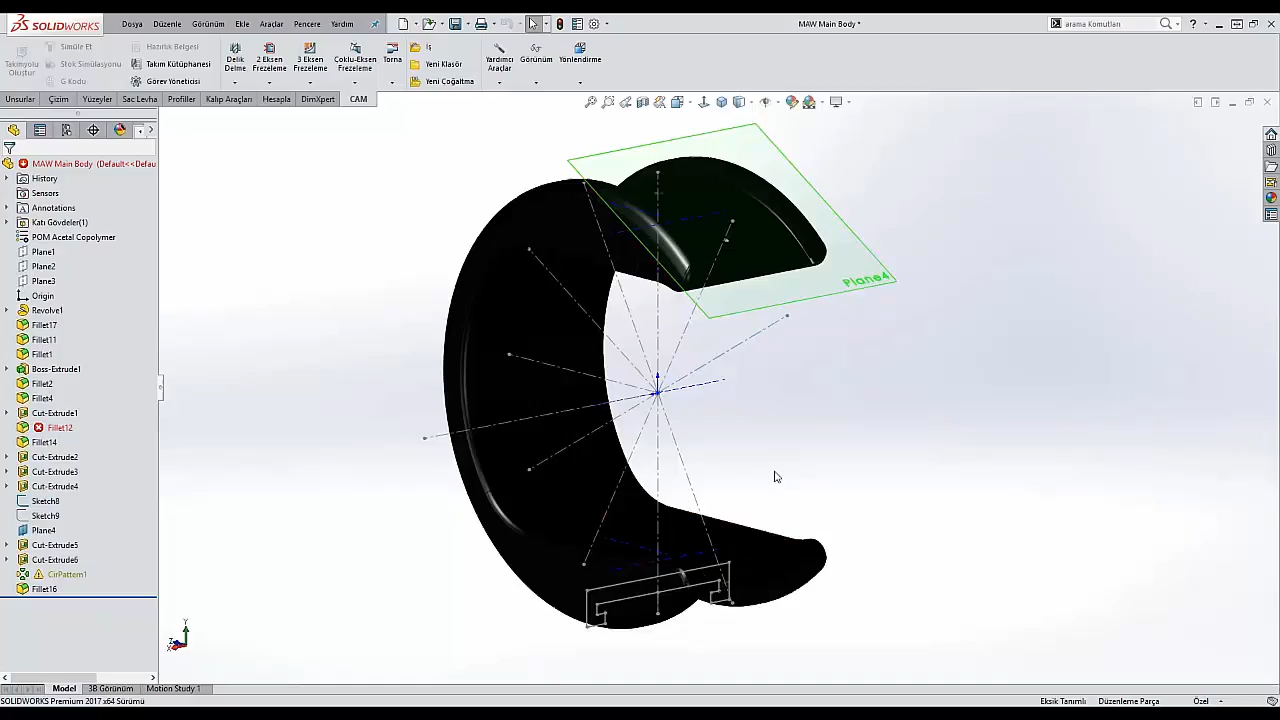 SOLIDWORKS
Dosya
Düzenle
Görünüm
Ekle
Araçlar
Pencere
Yardım
MAW Main Body *
arama Komutları
Takımyolu
Oluştur
Simüle Et
Stok Simülasyonu
G Kodu
Hazırlık Belgesi
Takım Kütüphanesi
Görev Yöneticisi
Delik
Delme
2 Eksen
Frezeleme
3 Eksen
Frezeleme
Çoklu-Eksen
Frezeleme
Torna
İş
Yeni Klasör
Yeni Çoğaltma
Yardımcı
Araçlar
Görünüm
Yönlendirme
Unsurlar
Çizim
Yüzeyler
Sac Levha
Profiller
Kalıp Araçları
Hesapla
DimXpert
CAM
MAW Main Body (Default<<Defau
History
Sensors
Annotations
Katı Gövdeler(1)
POM Acetal Copolymer
Plane1
Plane2
Plane3
Origin
Revolve1
Fillet17
Fillet11
Fillet1
Boss-Extrude1
Fillet2
Fillet4
Cut-Extrude1
Fillet12
Fillet14
Cut-Extrude2
Cut-Extrude3
Cut-Extrude4
Sketch8
Sketch9
Plane4
Cut-Extrude5
Cut-Extrude6
CirPattern1
Fillet16
Plane4
Y
Z
X
Model
3B Görünüm
Motion Study 1
SOLIDWORKS Premium 2017 x64 Sürümü
Eksik Tanımlı
Düzenleme Parça
Özel